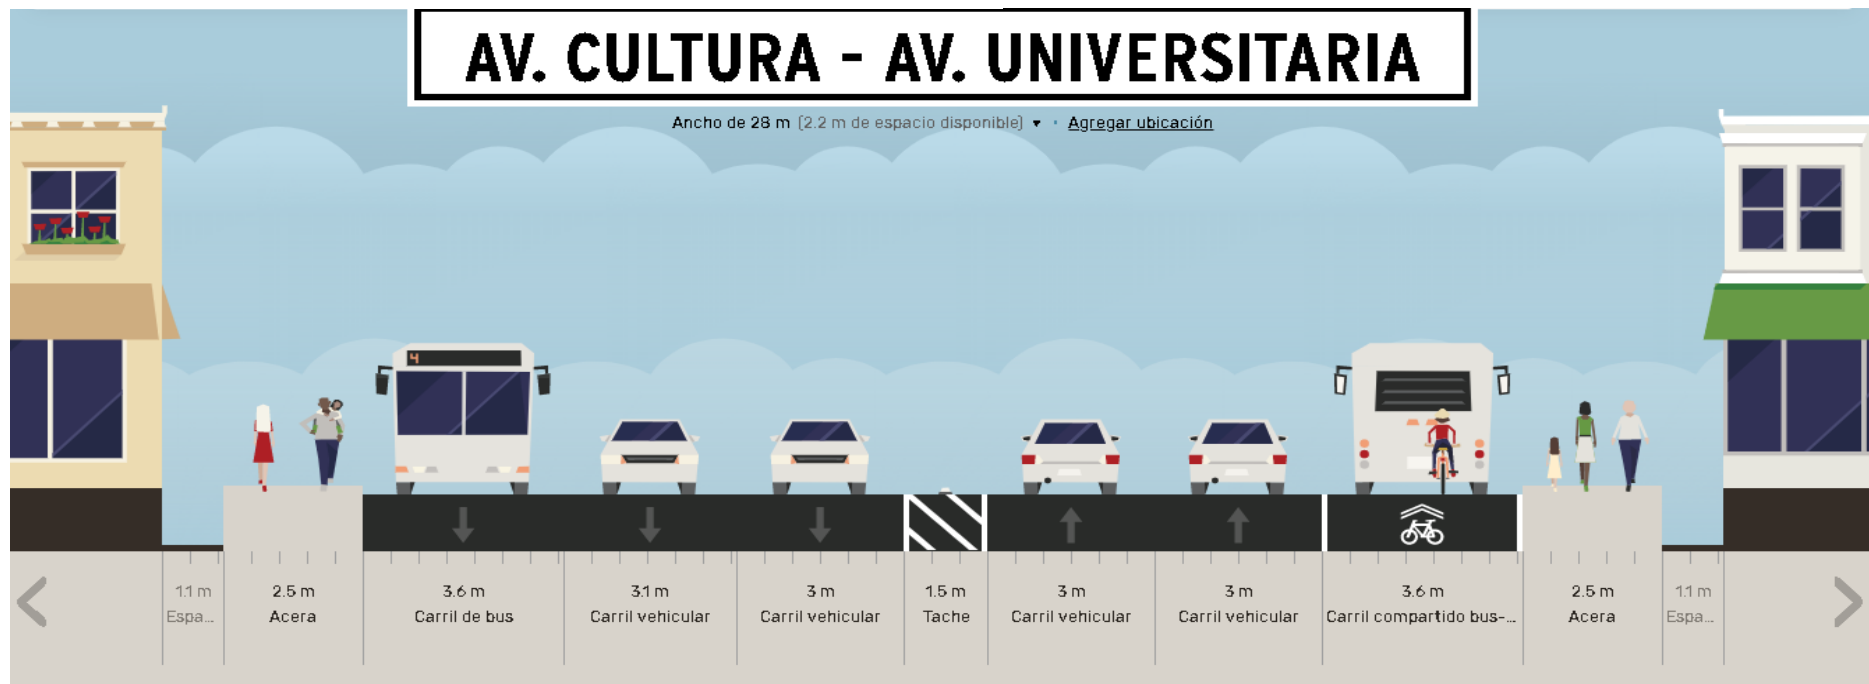 AV. CULTURA - AV. UNIVERSITARIA
Ancho de 28 m (2.2 m de espacio disponible) ▾ · Agregar ubicación
4
1.1 m 2.5 m 3.6 m 3.1 m 3 m 1.5 m 3 m 3 m 3.6 m 2.5 m 1.1 m
Espa... Acera Carril de bus Carril vehicular Carril vehicular Tache Carril vehicular Carril vehicular Carril compartido bus-... Acera Espa...